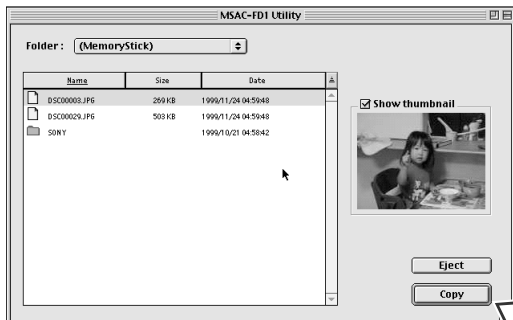 MSAC-FD1 Utility
Folder : (MemoryStick)
Name Size Date
DSC00003.JPG 269 KB 1999/11/24 04:59:48
DSC00029.JPG 503 KB 1999/11/24 04:59:48
SONY 1999/10/21 04:58:42
Show thumbnail
Eject
Copy